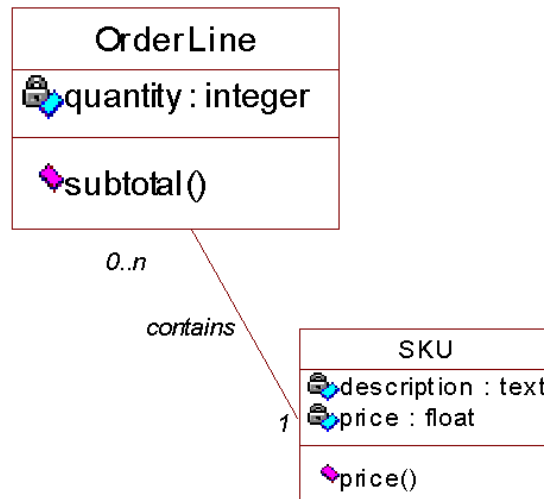 OrderLine
quantity : integer
subtotal()
0..n
contains
SKU
description : text
1
price : float
price()